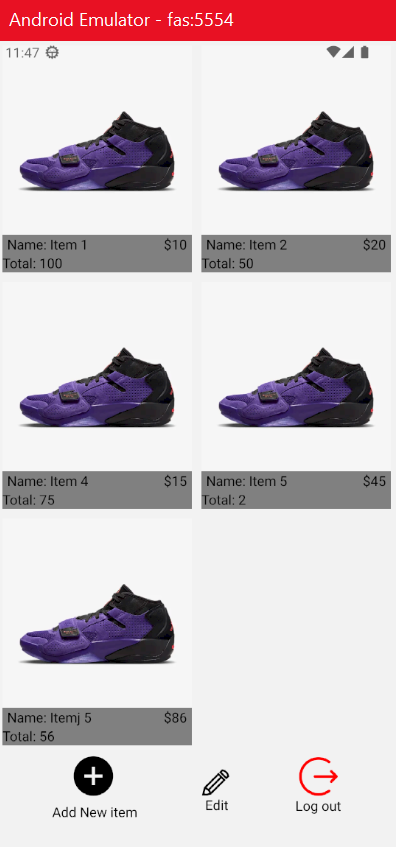 Android Emulator - fas:5554
11:47
Name: Item 1 $10
Total: 100
Name: Item 2 $20
Total: 50
Name: Item 4 $15
Total: 75
Name: Item 5 $45
Total: 2
Name: Itemj 5 $86
Total: 56
Add New item
Edit
Log out